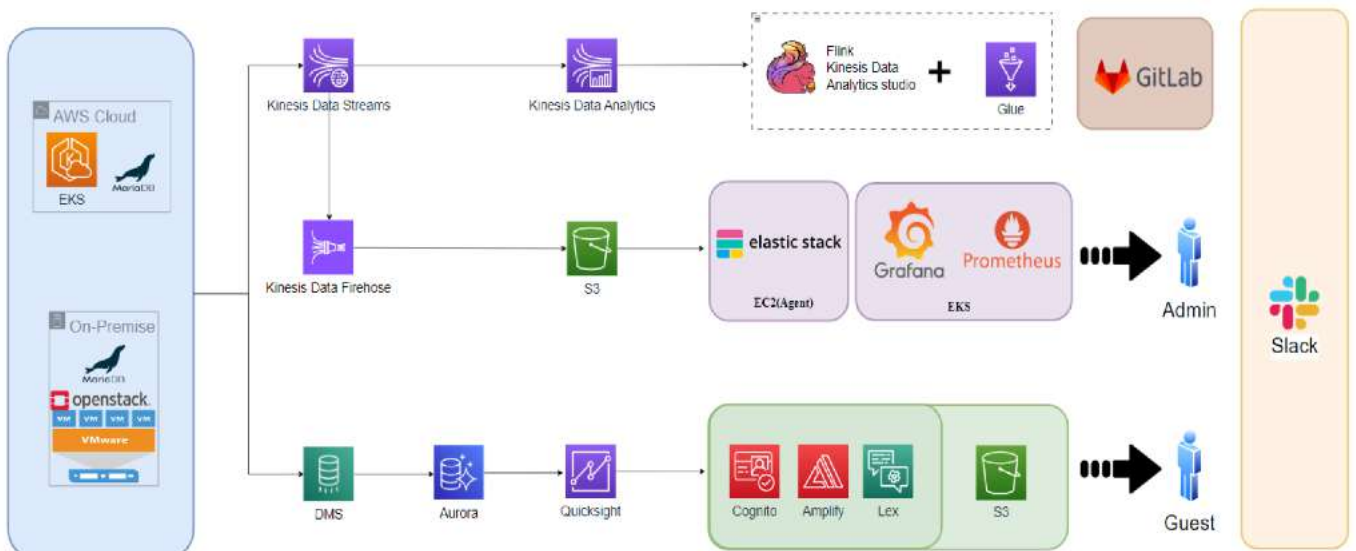 AWS Cloud
EKS
MariaDB
On-Premise
MariaDB
openstack.
VM VM VM VM
VMware
Kinesis Data Streams
Kinesis Data Analytics
Flink
Kinesis Data
Analytics studio
+
Glue
GitLab
Kinesis Data Firehose
S3
elastic stack
EC2(Agent)
Grafana
Prometheus
EKS
Admin
Slack
DMS
Aurora
Quicksight
Cognito
Amplify
Lex
S3
Guest